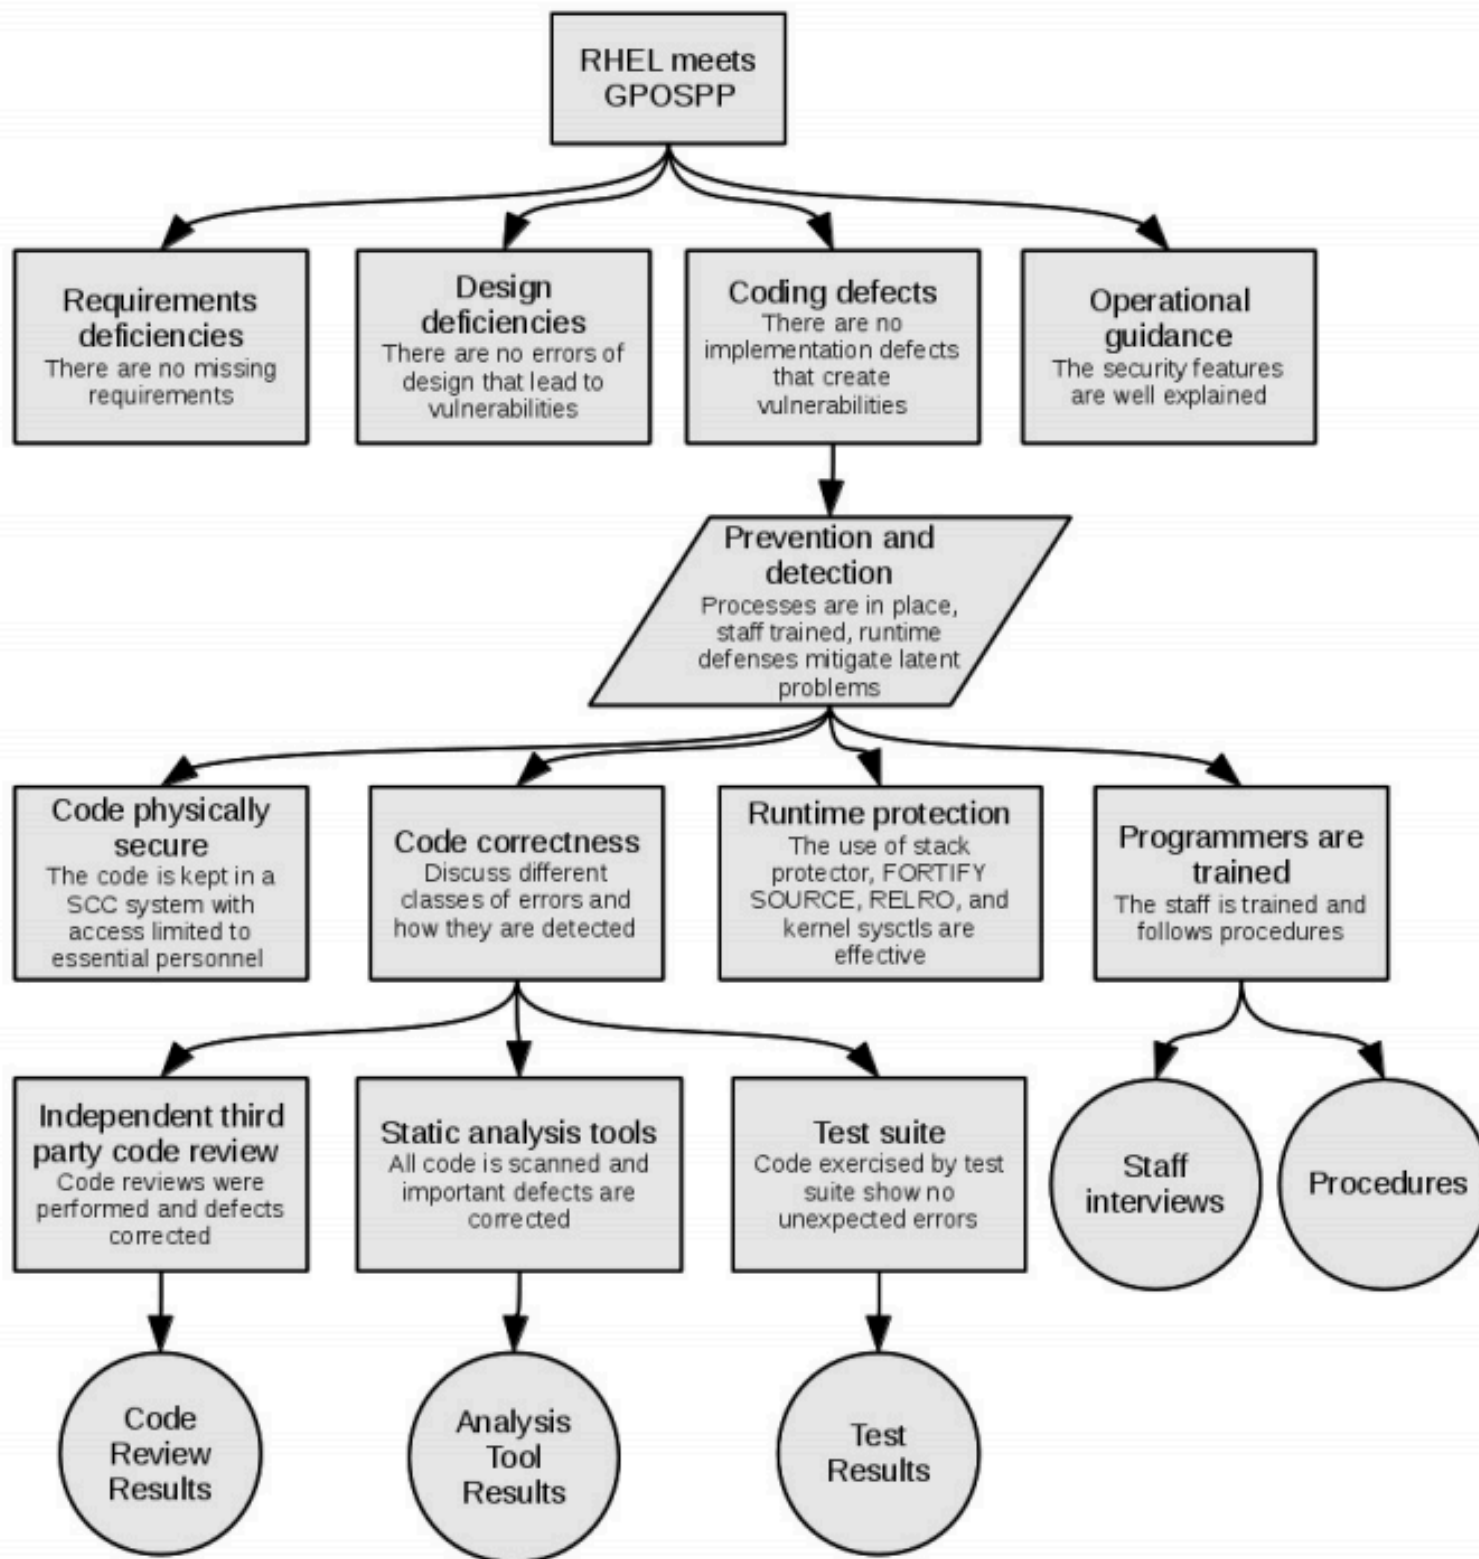 RHEL meets
GPOSPP
Requirements
deficiencies
There are no missing
requirements
Design
deficiencies
There are no errors of
design that lead to
vulnerabilities
Coding defects
There are no
implementation defects
that create
vulnerabilities
Operational
guidance
The security features
are well explained
Prevention and
detection
Processes are in place,
staff trained, runtime
defenses mitigate latent
problems
Code physically
secure
The code is kept in a
SCC system with
access limited to
essential personnel
Code correctness
Discuss different
classes of errors and
how they are detected
Runtime protection
The use of stack
protector, FORTIFY
SOURCE, RELRO, and
kernel sysctls are
effective
Programmers are
trained
The staff is trained and
follows procedures
Independent third
party code review
Code reviews were
performed and defects
corrected
Static analysis tools
All code is scanned and
important defects are
corrected
Test suite
Code exercised by test
suite show no
unexpected errors
Staff
interviews
Procedures
Code
Review
Results
Analysis
Tool
Results
Test
Results